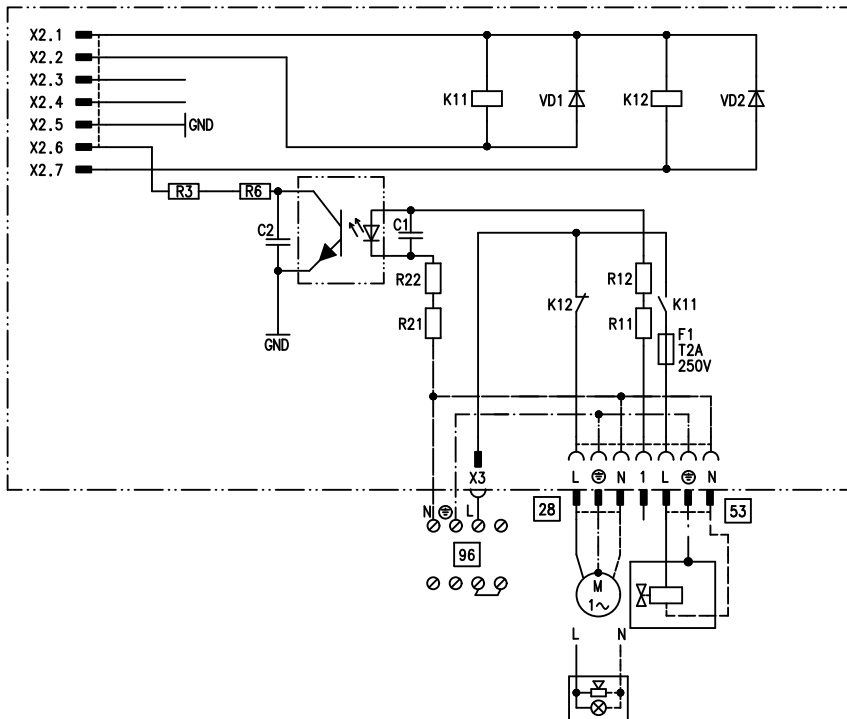 X2.1
X2.2
X2.3
X2.4
X2.5 GND
X2.6
X2.7
K11 VD1 K12 VD2
R3 R6
C2 C1
R22 R12
K12 K11
R21 R11
F1
T2A
250V
GND
X3 L N 1 L N
N L
28 53
96
M
1~
L N